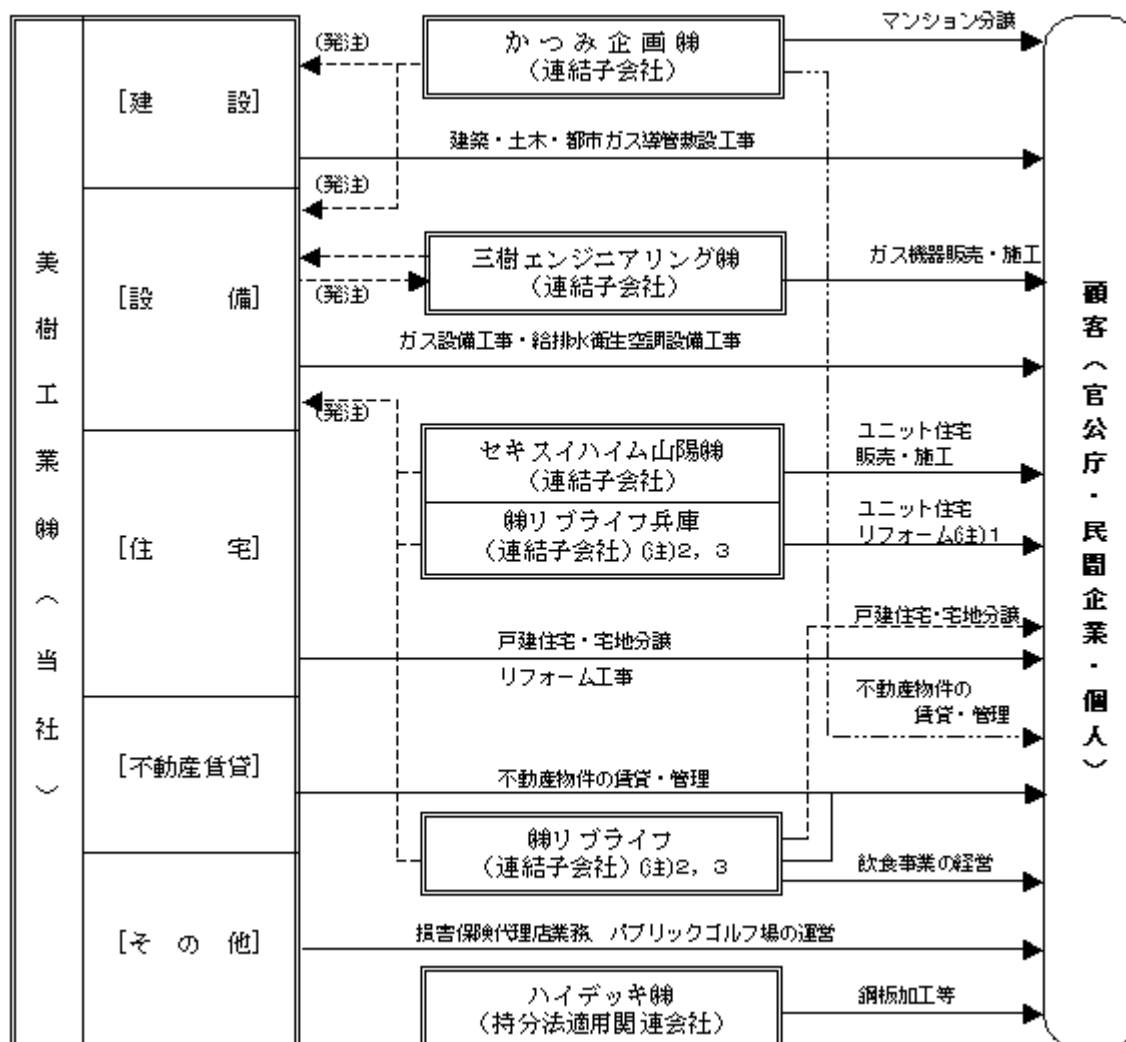 美樹工業㈱（当社）
[建　　設]
[設　　備]
[住　　宅]
[不動産賃貸]
[そ　の　他]
かつみ企画㈱
（連結子会社）
マンション分譲
(発注)
建築・土木・都市ガス導管敷設工事
(発注)
三樹エンジニアリング㈱
（連結子会社）
ガス機器販売・施工
(発注)
ガス設備工事・給排水衛生空調設備工事
(発注)
セキスイハイム山陽㈱
（連結子会社）
ユニット住宅
販売・施工
㈱リブライフ兵庫
（連結子会社）(注)2，3
ユニット住宅
リフォーム(注)1
戸建住宅・宅地分譲
戸建住宅・宅地分譲
リフォーム工事
不動産物件の
賃貸・管理
不動産物件の賃貸・管理
㈱リブライフ
（連結子会社）(注)2，3
飲食事業の経営
損害保険代理店業務、パブリックゴルフ場の運営
ハイデッキ㈱
（持分法適用関連会社）
鋼板加工等
顧客（官公庁・民間企業・個人）